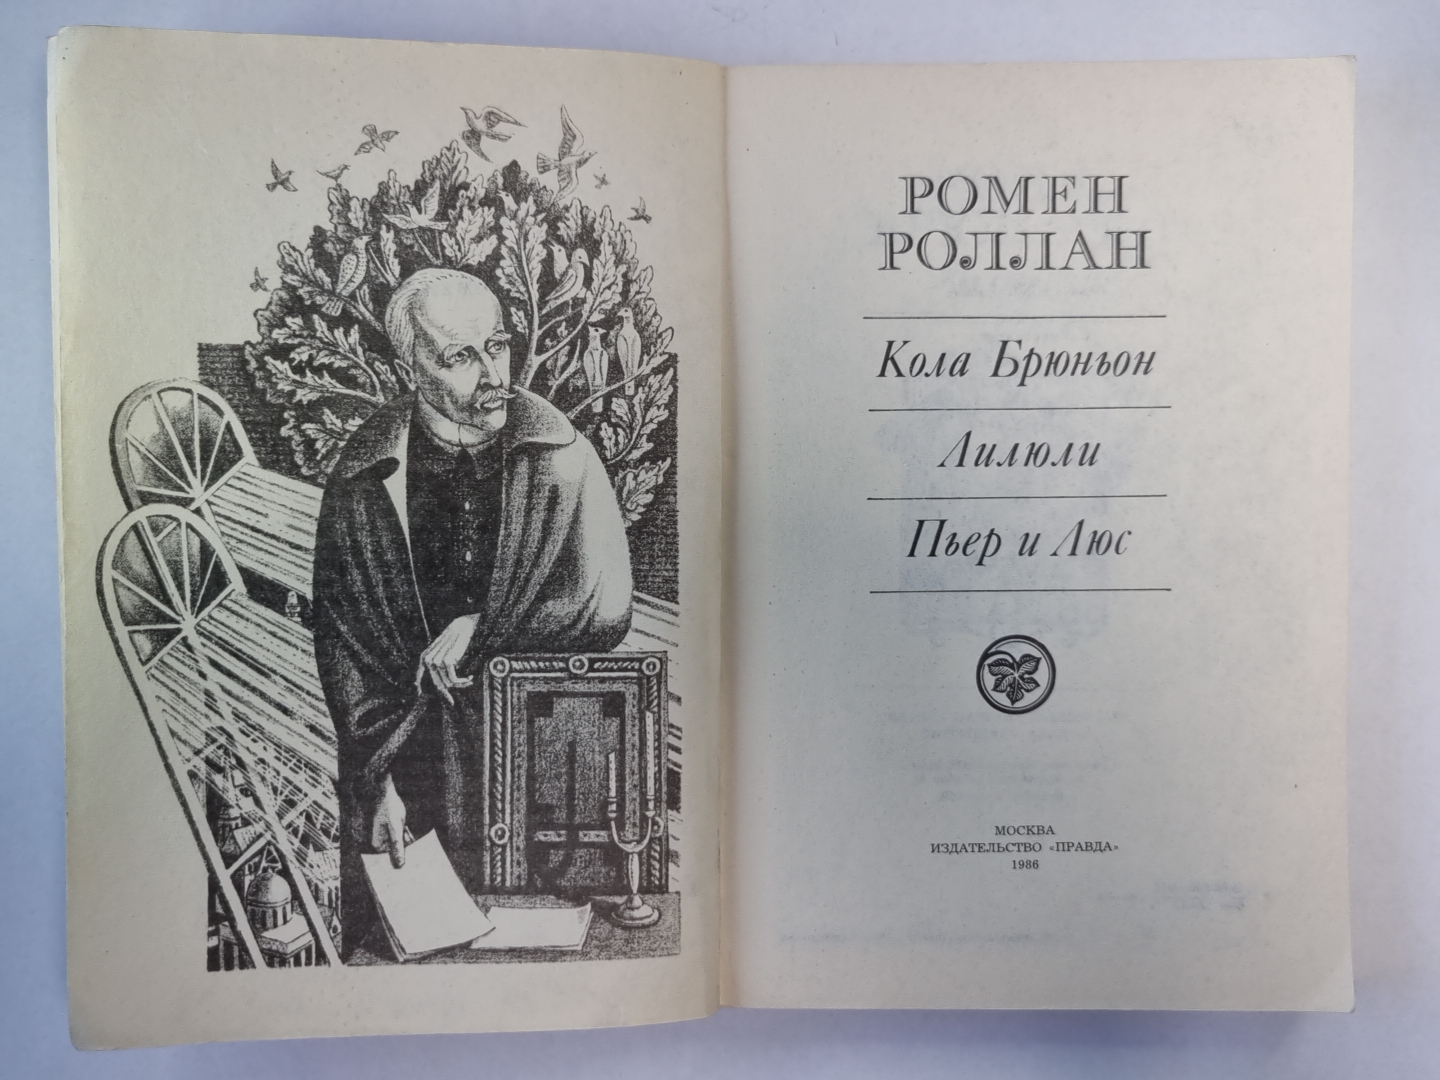 РОМЕН
РОЛЛАН
Кола Брюньон
Лилюли
Пьер и Люс
МОСКВА
ИЗДАТЕЛЬСТВО «ПРАВДА»
1986